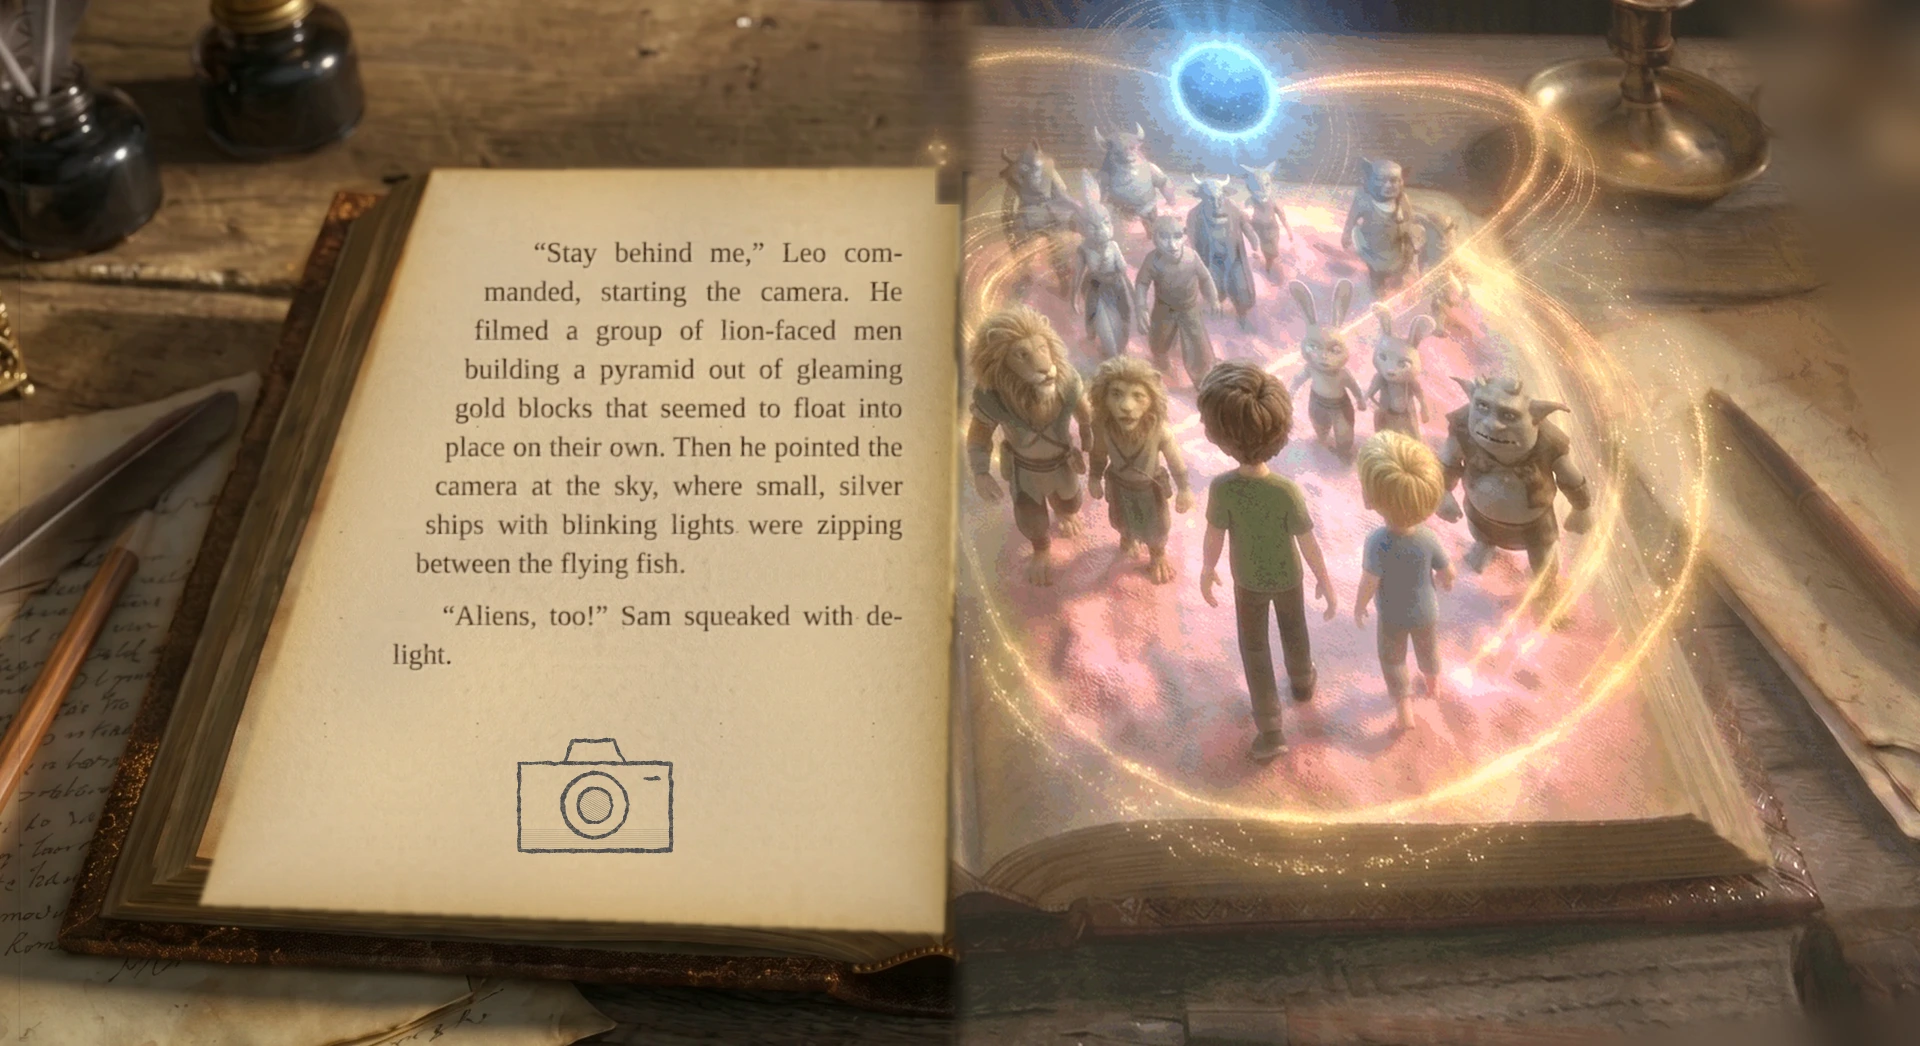 “Stay behind me,” Leo com-
manded, starting the camera. He
filmed a group of lion-faced men
building a pyramid out of gleaming
gold blocks that seemed to float into
place on their own. Then he pointed the
camera at the sky, where small, silver
ships with blinking lights were zipping
between the flying fish.
“Aliens, too!” Sam squeaked with de-
light.